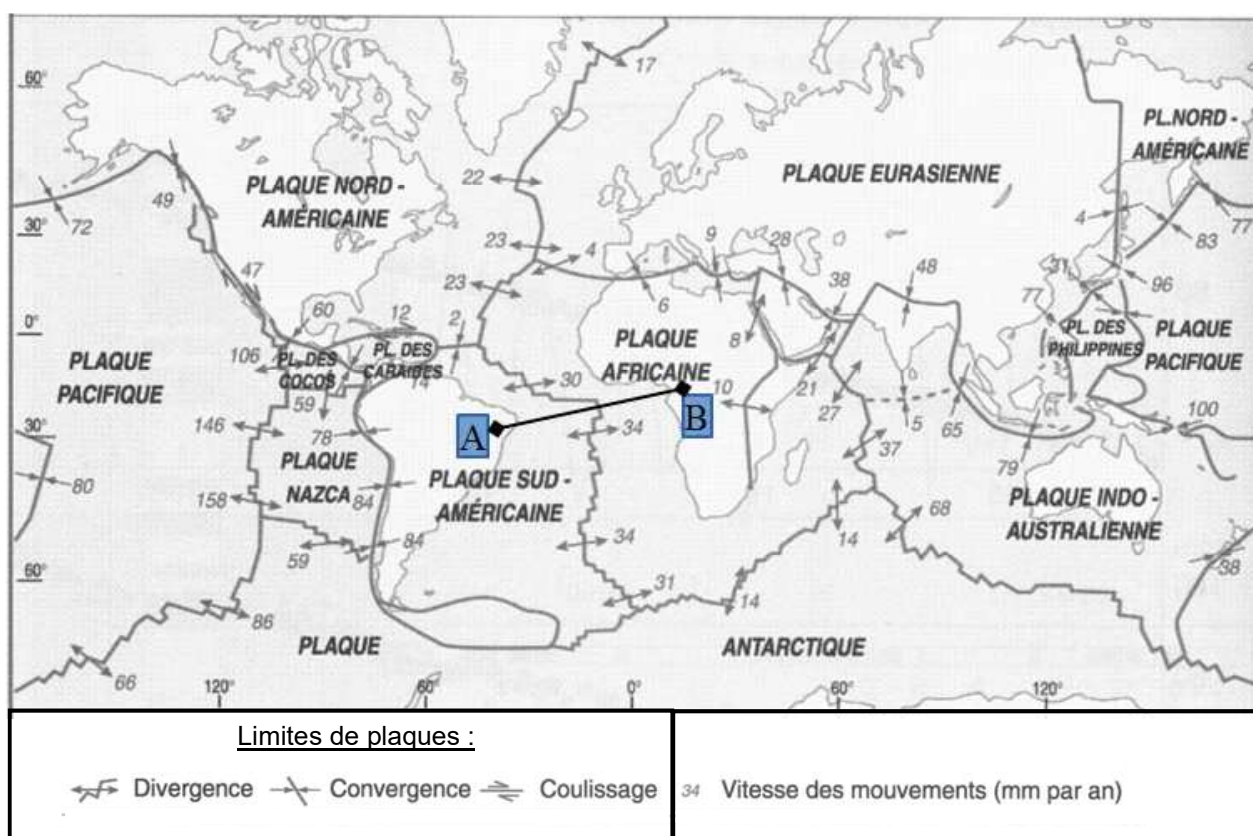 17
60°
PL.NORD -
AMÉRICAINE
PLAQUE EURASIENNE
PLAQUE NORD -
AMÉRICAINE
22
49
72
4
77
30°
83
23
4
9
28
47
23
38
48
31
96
60
12
2
6
77
0°
8
PLAQUE
AFRICAINE
PL. DES
PHILIPPINES
PLAQUE
PACIFIQUE
PLAQUE
PACIFIQUE
106
PL. DES
COCOS
PL. DES
CARAIBES
14
30
10
21
59
27
5
65
100
B
A
146
30°
78
34
37
79
PLAQUE
NAZCA
PLAQUE SUD -
AMÉRICAINE
PLAQUE INDO -
AUSTRALIENNE
80
158
84
68
84
34
14
59
38
60°
31
14
86
PLAQUE
ANTARCTIQUE
66
120°
60°
0°
60°
120°
Limites de plaques :
Divergence
Convergence
Coulissage
34 Vitesse des mouvements (mm par an)